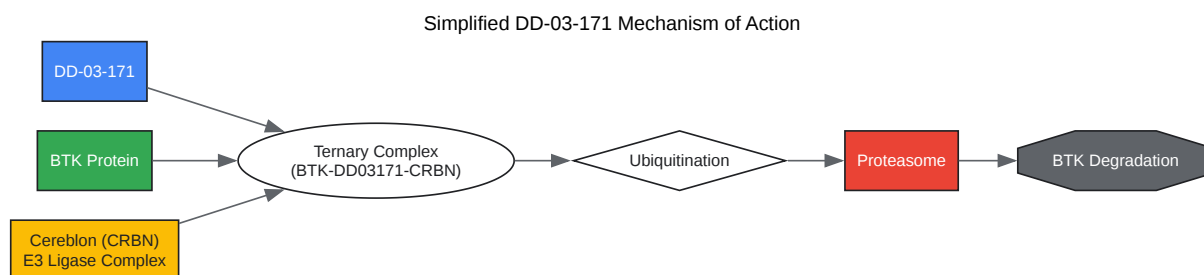 Simplified DD-03-171 Mechanism of Action
DD-03-171
BTK Protein
Cereblon (CRBN)
E3 Ligase Complex
Ternary Complex
(BTK-DD03171-CRBN)
Ubiquitination
Proteasome
BTK Degradation